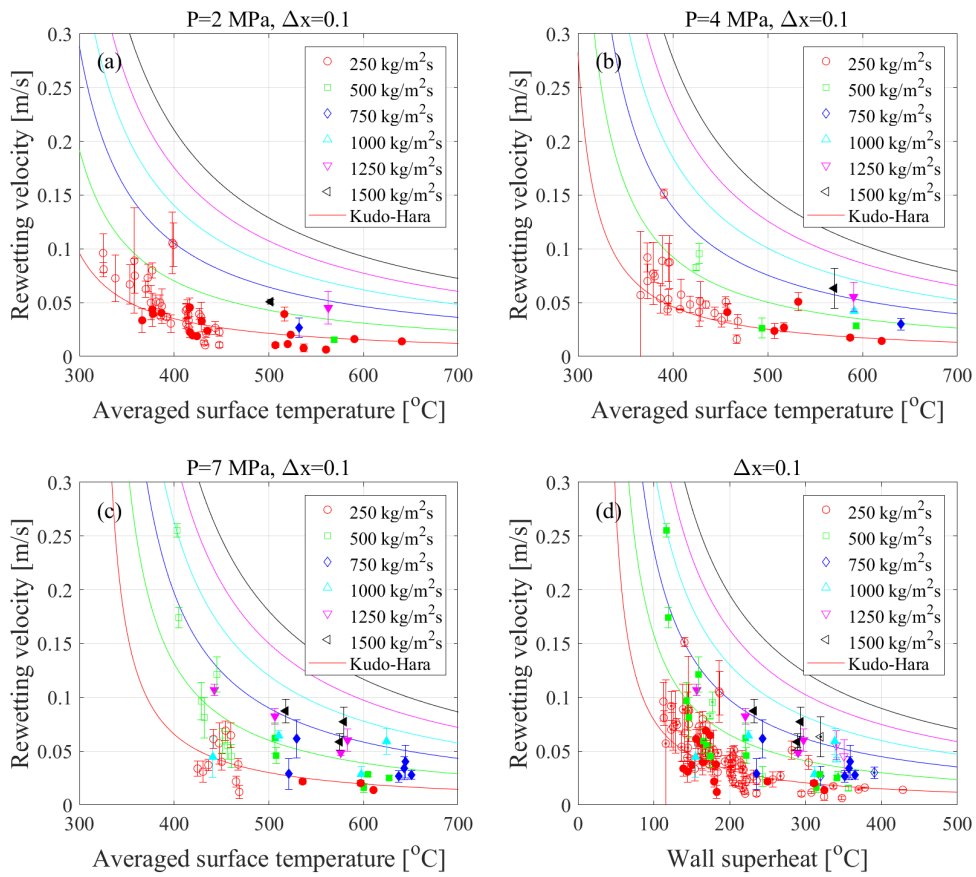 P=2 MPa, Δx=0.1
(a)
0.3
0.25
0.2
0.15
0.1
0.05
0
Rewetting velocity [m/s]
250 kg/m²s
500 kg/m²s
750 kg/m²s
1000 kg/m²s
1250 kg/m²s
1500 kg/m²s
Kudo-Hara
300 400 500 600 700
Averaged surface temperature [°C]
P=4 MPa, Δx=0.1
(b)
0.3
0.25
0.2
0.15
0.1
0.05
0
Rewetting velocity [m/s]
250 kg/m²s
500 kg/m²s
750 kg/m²s
1000 kg/m²s
1250 kg/m²s
1500 kg/m²s
Kudo-Hara
300 400 500 600 700
Averaged surface temperature [°C]
P=7 MPa, Δx=0.1
(c)
0.3
0.25
0.2
0.15
0.1
0.05
0
Rewetting velocity [m/s]
250 kg/m²s
500 kg/m²s
750 kg/m²s
1000 kg/m²s
1250 kg/m²s
1500 kg/m²s
Kudo-Hara
300 400 500 600 700
Averaged surface temperature [°C]
Δx=0.1
(d)
0.3
0.25
0.2
0.15
0.1
0.05
0
Rewetting velocity [m/s]
250 kg/m²s
500 kg/m²s
750 kg/m²s
1000 kg/m²s
1250 kg/m²s
1500 kg/m²s
Kudo-Hara
0 100 200 300 400 500
Wall superheat [°C]